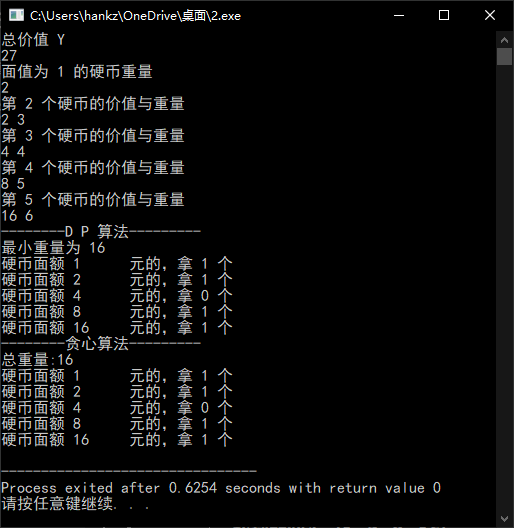 C:\Users\hankz\OneDrive\桌面\2.exe
总价值 Y
27
面值为 1 的硬币重量
2
第 2 个硬币的价值与重量
2 3
第 3 个硬币的价值与重量
4 4
第 4 个硬币的价值与重量
8 5
第 5 个硬币的价值与重量
16 6
--------D P 算法---------
最小重量为 16
硬币面额 1 元的，拿 1 个
硬币面额 2 元的，拿 1 个
硬币面额 4 元的，拿 0 个
硬币面额 8 元的，拿 1 个
硬币面额 16 元的，拿 1 个
--------贪心算法---------
总重量:16
硬币面额 1 元的，拿 1 个
硬币面额 2 元的，拿 1 个
硬币面额 4 元的，拿 0 个
硬币面额 8 元的，拿 1 个
硬币面额 16 元的，拿 1 个
--------------------------------
Process exited after 0.6254 seconds with return value 0
请按任意键继续. . .